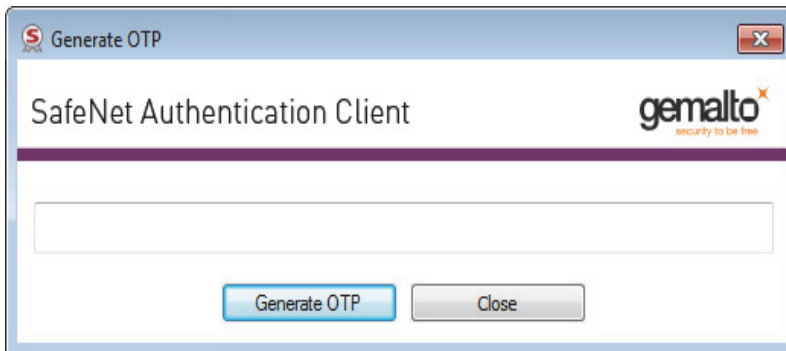 Generate OTP
SafeNet Authentication Client
gemalto
security to be free
Generate OTP
Close